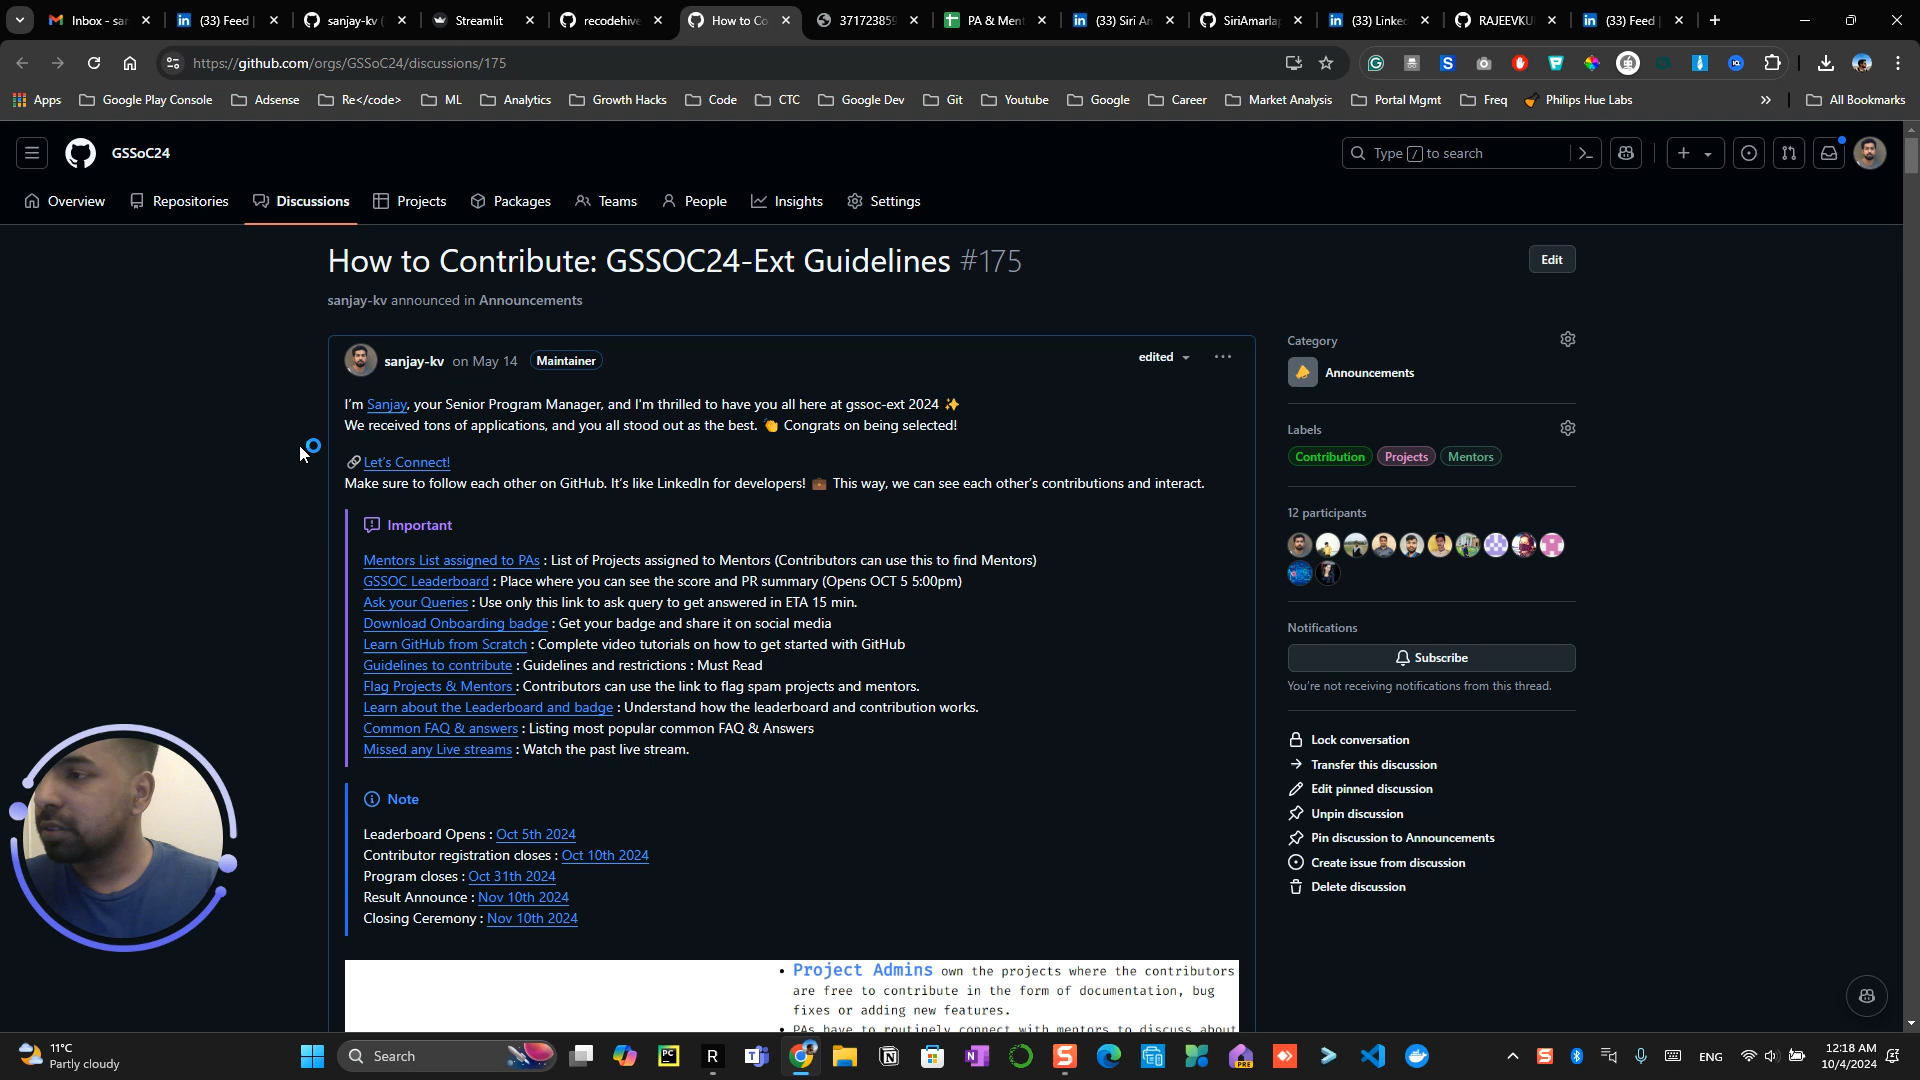 Inbox - sar
(33) Feed
sanjay-kv (
Streamlit
recodehive
How to Co
371723859
PA & Ment
(33) Siri An
SiriAmarla
(33) Linke
RAJEEVKU
(33) Feed
https://github.com/orgs/GSSoC24/discussions/175
Apps
Google Play Console
Adsense
Re</code>
ML
Analytics
Growth Hacks
Code
CTC
Google Dev
Git
Youtube
Google
Career
Market Analysis
Portal Mgmt
Freq
Philips Hue Labs
All Bookmarks
GSSoC24
Type / to search
Overview
Repositories
Discussions
Projects
Packages
Teams
People
Insights
Settings
How to Contribute: GSSOC24-Ext Guidelines #175
Edit
sanjay-kv announced in Announcements
sanjay-kv on May 14 Maintainer
edited
I'm Sanjay, your Senior Program Manager, and I'm thrilled to have you all here at gssoc-ext 2024 ✨
We received tons of applications, and you all stood out as the best. 👏 Congrats on being selected!
🔗 Let's Connect!
Make sure to follow each other on GitHub. It's like LinkedIn for developers! 💼 This way, we can see each other's contributions and interact.
Important
Mentors List assigned to PAs : List of Projects assigned to Mentors (Contributors can use this to find Mentors)
GSSOC Leaderboard : Place where you can see the score and PR summary (Opens OCT 5 5:00pm)
Ask your Queries : Use only this link to ask query to get answered in ETA 15 min.
Download Onboarding badge : Get your badge and share it on social media
Learn GitHub from Scratch : Complete video tutorials on how to get started with GitHub
Guidelines to contribute : Guidelines and restrictions : Must Read
Flag Projects & Mentors : Contributors can use the link to flag spam projects and mentors.
Learn about the Leaderboard and badge : Understand how the leaderboard and contribution works.
Common FAQ & answers : Listing most popular common FAQ & Answers
Missed any Live streams : Watch the past live stream.
Note
Leaderboard Opens : Oct 5th 2024
Contributor registration closes : Oct 10th 2024
Program closes : Oct 31th 2024
Result Announce : Nov 10th 2024
Closing Ceremony : Nov 10th 2024
• Project Admins own the projects where the contributors
are free to contribute in the form of documentation, bug
fixes or adding new features.
• PAs have to routinely connect with mentors to discuss about
Category
Announcements
Labels
Contribution
Projects
Mentors
12 participants
Notifications
Subscribe
You're not receiving notifications from this thread.
Lock conversation
Transfer this discussion
Edit pinned discussion
Unpin discussion
Pin discussion to Announcements
Create issue from discussion
Delete discussion
11°C
Partly cloudy
Search
ENG
12:18 AM
10/4/2024